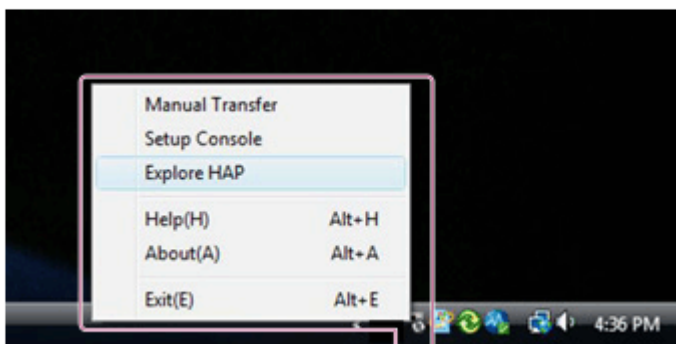 Manual Transfer
Setup Console
Explore HAP
Help(H) Alt+H
About(A) Alt+A
Exit(E) Alt+E
4:36 PM